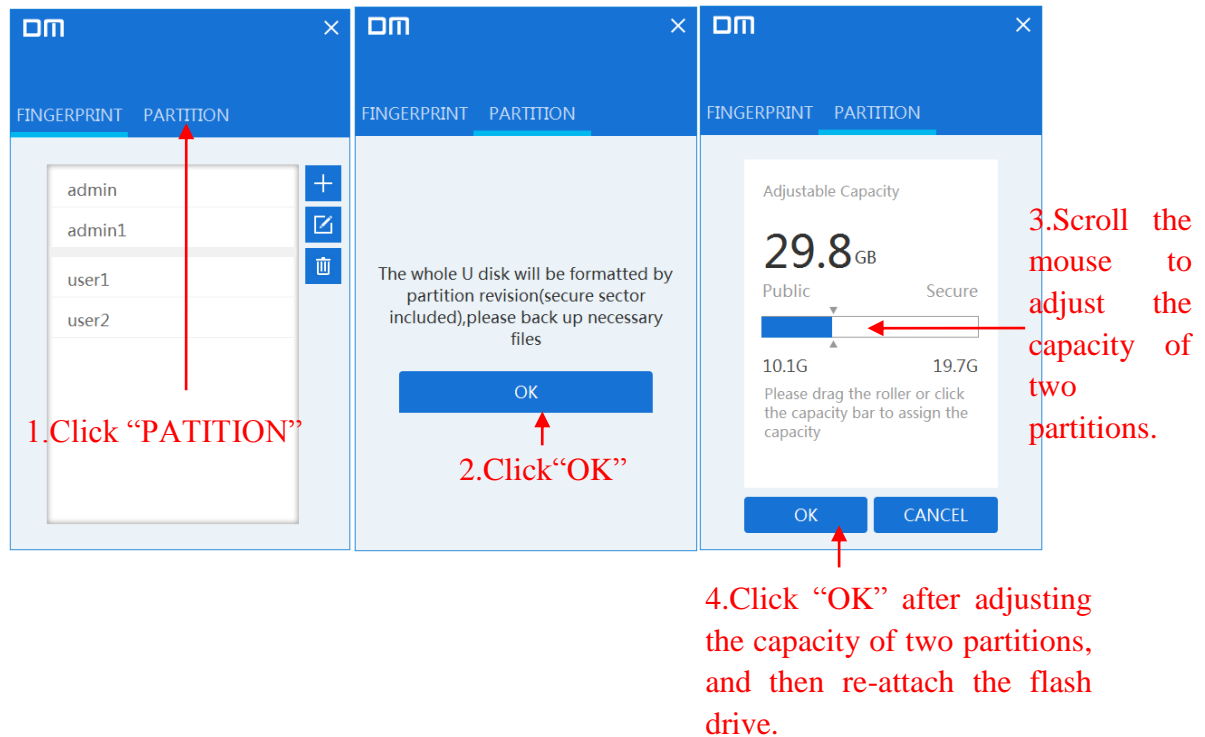 DM
FINGERPRINT PARTITION
admin
admin1
user1
user2
1.Click “PATITION”
DM
FINGERPRINT PARTITION
The whole U disk will be formatted by
partition revision(secure sector
included),please back up necessary
files
OK
2.Click“OK”
DM
FINGERPRINT PARTITION
Adjustable Capacity
29.8 GB
Public Secure
10.1G 19.7G
Please drag the roller or click
the capacity bar to assign the
capacity
OK CANCEL
3.Scroll the
mouse to
adjust the
capacity of
two
partitions.
4.Click “OK” after adjusting
the capacity of two partitions,
and then re-attach the flash
drive.